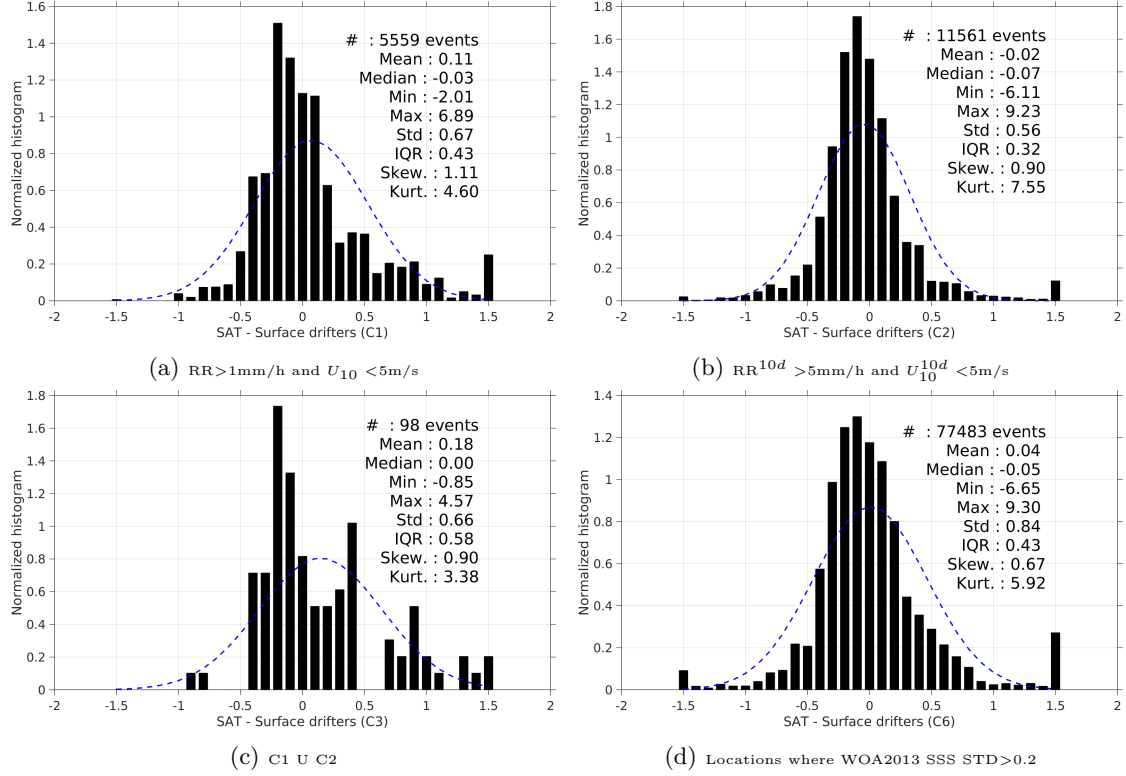 Normalized histogram
1.6
1.4
1.2
1
0.8
0.6
0.4
0.2
0
-2 -1.5 -1 -0.5 0 0.5 1 1.5 2
# : 5559 events
Mean : 0.11
Median : -0.03
Min : -2.01
Max : 6.89
Std : 0.67
IQR : 0.43
Skew. : 1.11
Kurt. : 4.60
SAT - Surface drifters (C1)
(a) RR>1mm/h and U10 <5m/s
Normalized histogram
1.8
1.6
1.4
1.2
1
0.8
0.6
0.4
0.2
0
-2 -1.5 -1 -0.5 0 0.5 1 1.5 2
# : 11561 events
Mean : -0.02
Median : -0.07
Min : -6.11
Max : 9.23
Std : 0.56
IQR : 0.32
Skew. : 0.90
Kurt. : 7.55
SAT - Surface drifters (C2)
(b) RR^10d >5mm/h and U10^10d <5m/s
Normalized histogram
1.8
1.6
1.4
1.2
1
0.8
0.6
0.4
0.2
0
-2 -1.5 -1 -0.5 0 0.5 1 1.5 2
# : 98 events
Mean : 0.18
Median : 0.00
Min : -0.85
Max : 4.57
Std : 0.66
IQR : 0.58
Skew. : 0.90
Kurt. : 3.38
SAT - Surface drifters (C3)
(c) C1 U C2
Normalized histogram
1.4
1.2
1
0.8
0.6
0.4
0.2
0
-2 -1.5 -1 -0.5 0 0.5 1 1.5 2
# : 77483 events
Mean : 0.04
Median : -0.05
Min : -6.65
Max : 9.30
Std : 0.84
IQR : 0.43
Skew. : 0.67
Kurt. : 5.92
SAT - Surface drifters (C6)
(d) Locations where WOA2013 SSS STD>0.2